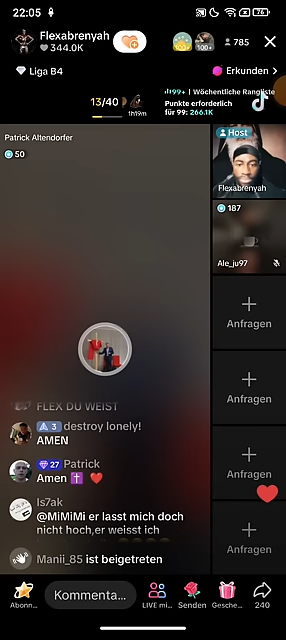 22:05
76
Flexabrenyah
344.0K
100+
785
Liga B4
Erkunden
13/40
1h19m
99+ | Wöchentliche Rangliste
Punkte erforderlich
für 99: 266.1K
Patrick Altendorfer
50
Host
Flexabrenyah
187
Ale_ju97
Anfragen
Anfragen
Anfragen
Anfragen
FLEX DU WEIST
3 destroy lonely!
AMEN
27 Patrick
Amen ✝️ ❤️
Is7ak
@MiMiMi er lasst mich doch
nicht hoch,er weisst ich
Manii_85 ist beigetreten
Abonn...
Kommenta...
LIVE mi...
Senden
Gesche...
240